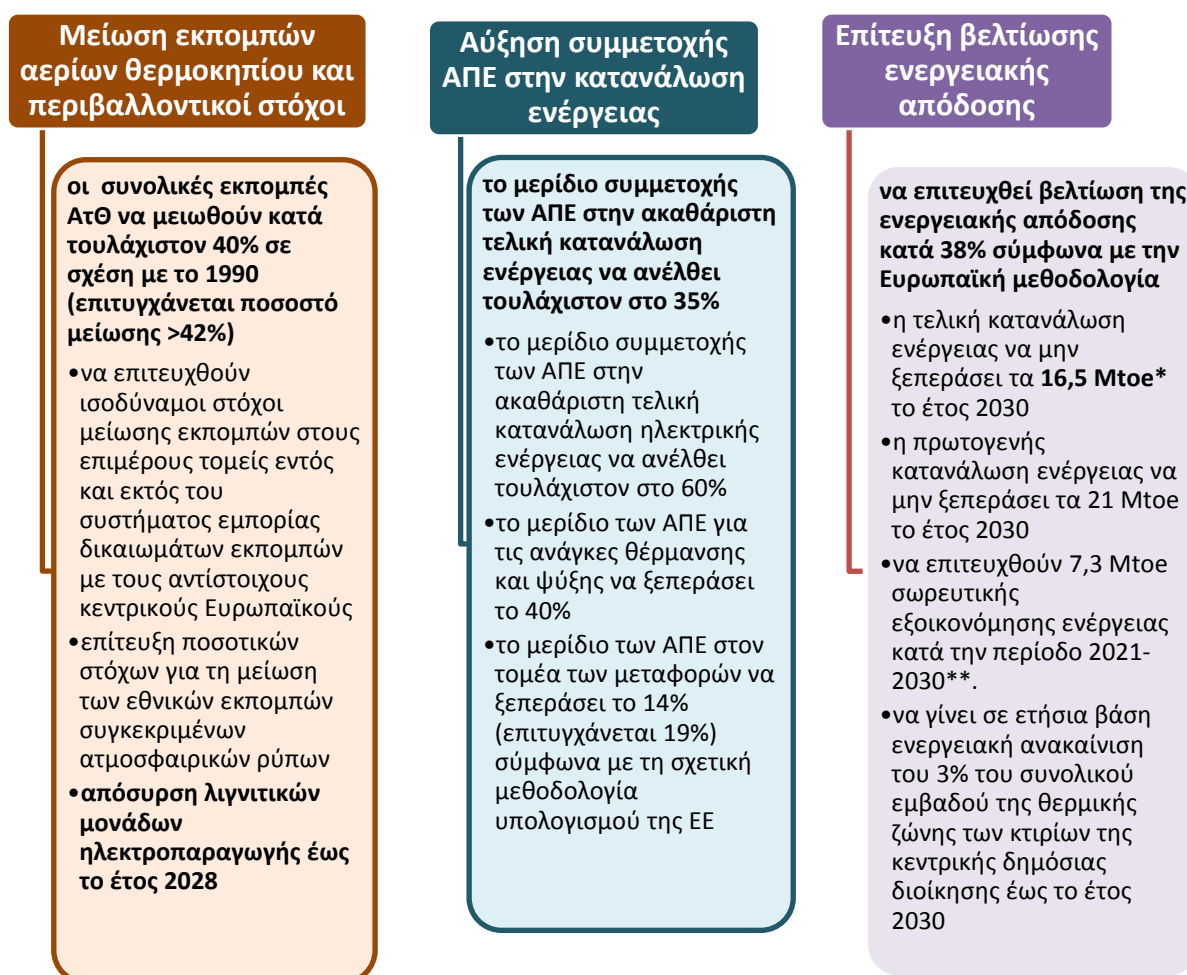 Μείωση εκπομπών
αερίων θερμοκηπίου και
περιβαλλοντικοί στόχοι
οι συνολικές εκπομπές
ΑτΘ να μειωθούν κατά
τουλάχιστον 40% σε
σχέση με το 1990
(επιτυγχάνεται ποσοστό
μείωσης >42%)
•να επιτευχθούν
ισοδύναμοι στόχοι
μείωσης εκπομπών στους
επιμέρους τομείς εντός
και εκτός του
συστήματος εμπορίας
δικαιωμάτων εκπομπών
με τους αντίστοιχους
κεντρικούς Ευρωπαϊκούς
•επίτευξη ποσοτικών
στόχων για τη μείωση
των εθνικών εκπομπών
συγκεκριμένων
ατμοσφαιρικών ρύπων
•απόσυρση λιγνιτικών
μονάδων
ηλεκτροπαραγωγής έως
το έτος 2028
Αύξηση συμμετοχής
ΑΠΕ στην κατανάλωση
ενέργειας
το μερίδιο συμμετοχής
των ΑΠΕ στην ακαθάριστη
τελική κατανάλωση
ενέργειας να ανέλθει
τουλάχιστον στο 35%
•το μερίδιο συμμετοχής
των ΑΠΕ στην
ακαθάριστη τελική
κατανάλωση ηλεκτρικής
ενέργειας να ανέλθει
τουλάχιστον στο 60%
•το μερίδιο των ΑΠΕ για
τις ανάγκες θέρμανσης
και ψύξης να ξεπεράσει
το 40%
•το μερίδιο των ΑΠΕ στον
τομέα των μεταφορών να
ξεπεράσει το 14%
(επιτυγχάνεται 19%)
σύμφωνα με τη σχετική
μεθοδολογία
υπολογισμού της ΕΕ
Επίτευξη βελτίωσης
ενεργειακής
απόδοσης
να επιτευχθεί βελτίωση της
ενεργειακής απόδοσης
κατά 38% σύμφωνα με την
Ευρωπαϊκή μεθοδολογία
•η τελική κατανάλωση
ενέργειας να μην
ξεπεράσει τα 16,5 Mtoe*
το έτος 2030
•η πρωτογενής
κατανάλωση ενέργειας να
μην ξεπεράσει τα 21 Mtoe
το έτος 2030
•να επιτευχθούν 7,3 Mtoe
σωρευτικής
εξοικονόμησης ενέργειας
κατά την περίοδο 2021-
2030**.
•να γίνει σε ετήσια βάση
ενεργειακή ανακαίνιση
του 3% του συνολικού
εμβαδού της θερμικής
ζώνης των κτιρίων της
κεντρικής δημόσιας
διοίκησης έως το έτος
2030